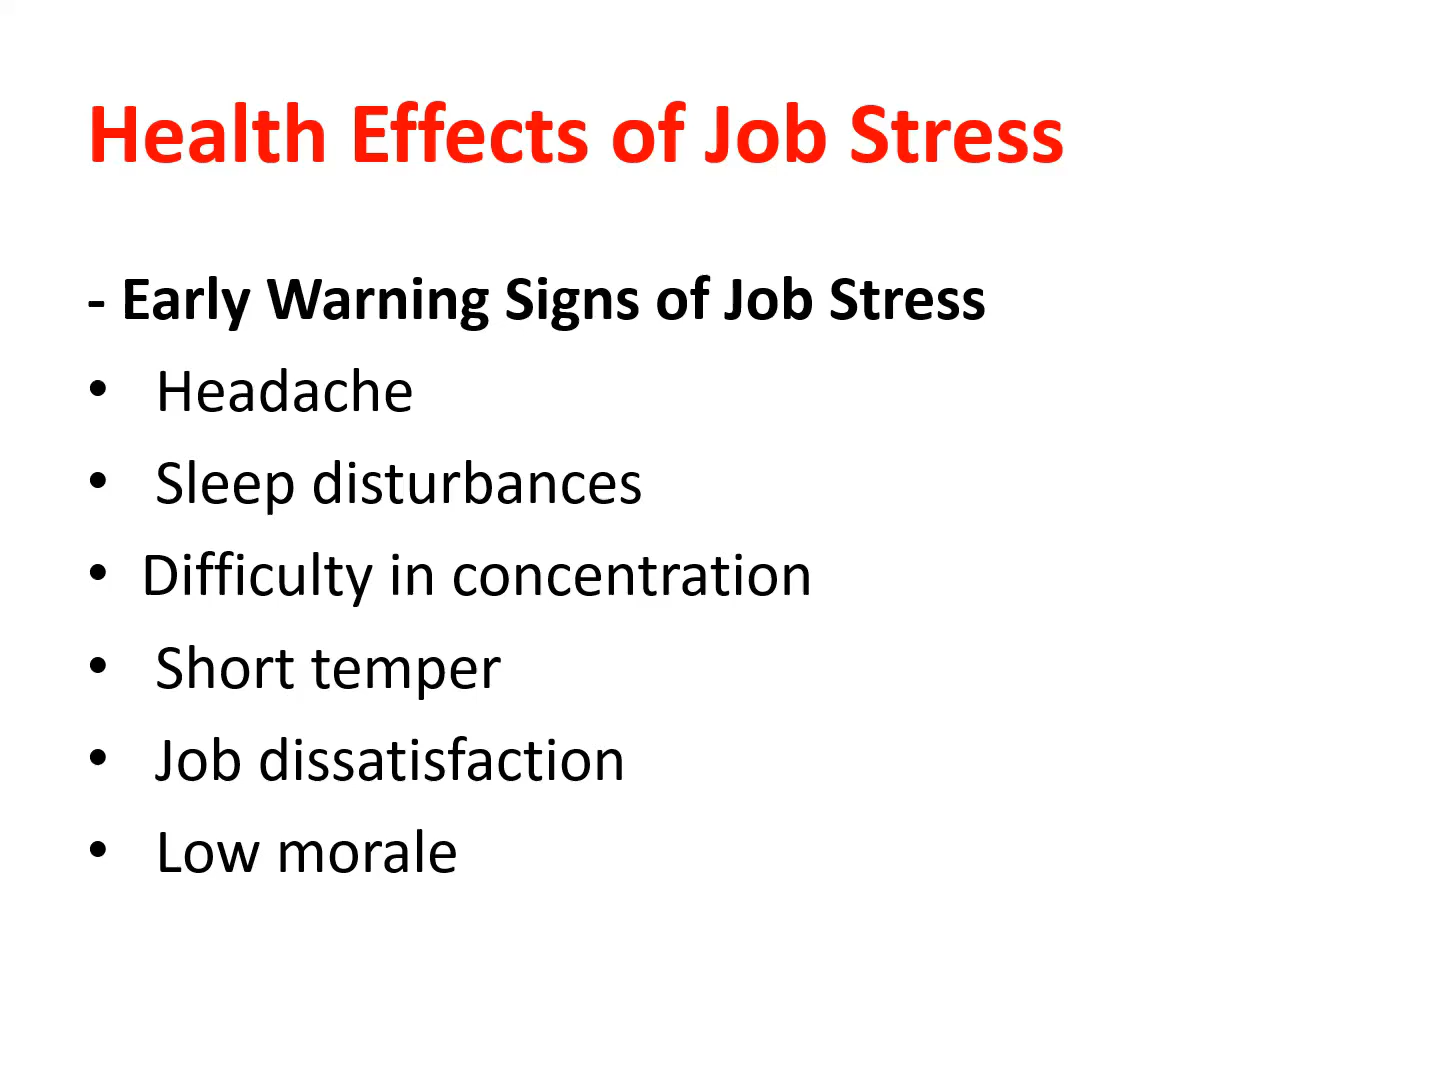 Health Effects of Job Stress
- Early Warning Signs of Job Stress
• Headache
• Sleep disturbances
• Difficulty in concentration
• Short temper
• Job dissatisfaction
• Low morale